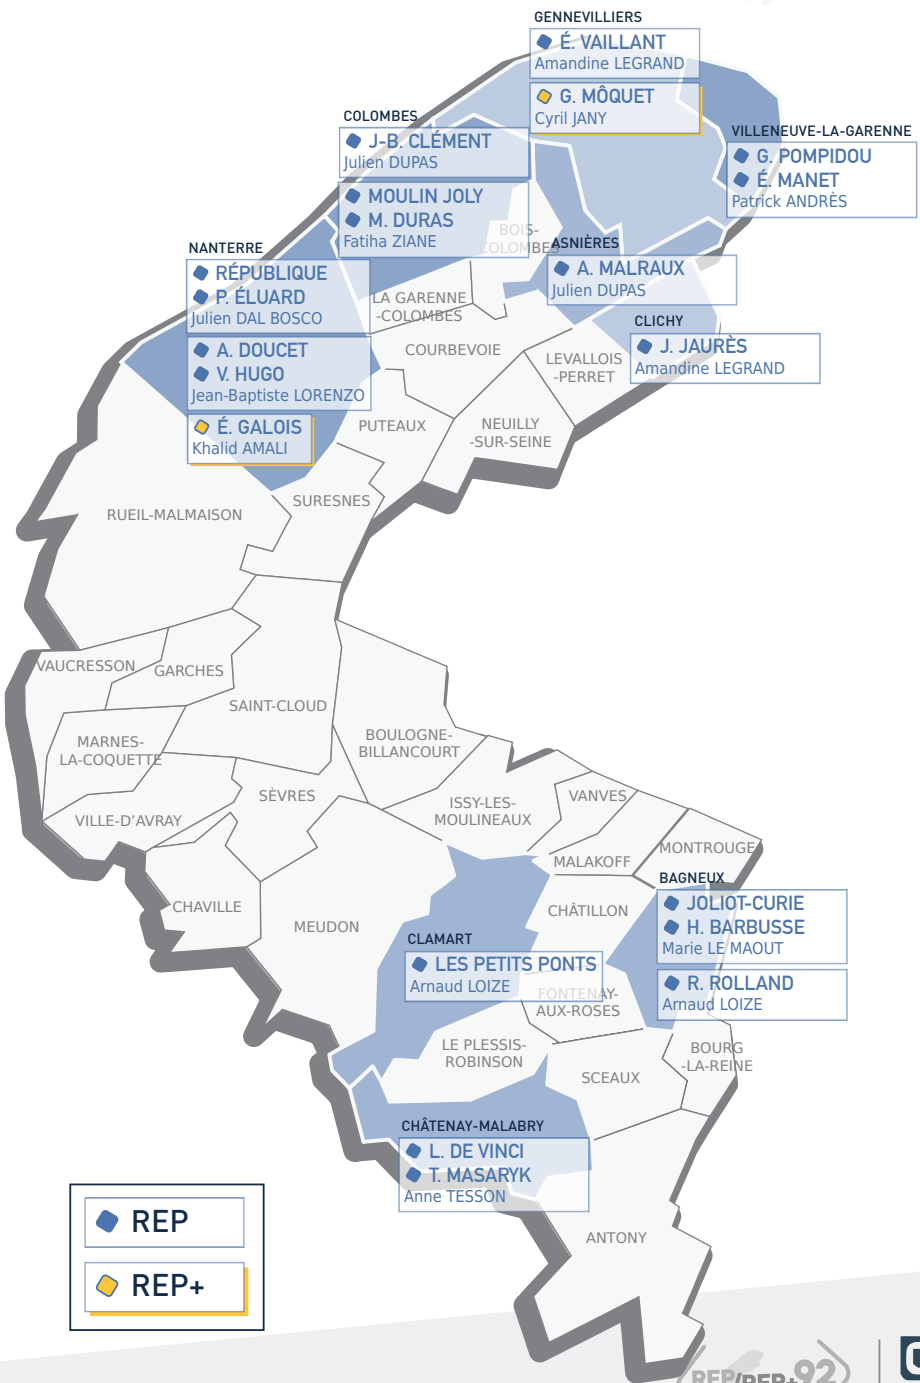 GENNEVILLIERS
É. VAILLANT
Amandine LEGRAND
G. MÔQUET
Cyril JANY
COLOMBES
J-B. CLÉMENT
Julien DUPAS
MOULIN JOLY
M. DURAS
Fatiha ZIANE
VILLENEUVE-LA-GARENNE
G. POMPIDOU
É. MANET
Patrick ANDRÈS
BOIS-
COLOMBES
ASNIÈRES
A. MALRAUX
Julien DUPAS
NANTERRE
RÉPUBLIQUE
P. ÉLUARD
Julien DAL BOSCO
A. DOUCET
V. HUGO
Jean-Baptiste LORENZO
É. GALOIS
Khalid AMALI
LA GARENNE
-COLOMBES
COURBEVOIE
CLICHY
J. JAURÈS
Amandine LEGRAND
LEVALLOIS
-PERRET
PUTEAUX
NEUILLY
-SUR-SEINE
SURESNES
RUEIL-MALMAISON
VAUCRESSON
GARCHES
SAINT-CLOUD
MARNES-
LA-COQUETTE
BOULOGNE-
BILLANCOURT
SÈVRES
VILLE-D'AVRAY
ISSY-LES-
MOULINEAUX
VANVES
MALAKOFF
MONTROUGE
CHAVILLE
MEUDON
CHÂTILLON
BAGNEUX
JOLIOT-CURIE
H. BARBUSSE
Marie LE MAOUT
R. ROLLAND
Arnaud LOIZE
CLAMART
LES PETITS PONTS
Arnaud LOIZE
FONTENAY-
AUX-ROSES
LE PLESSIS-
ROBINSON
SCEAUX
BOURG
-LA-REINE
CHÂTENAY-MALABRY
L. DE VINCI
T. MASARYK
Anne TESSON
ANTONY
REP
REP+
REP/REP+92